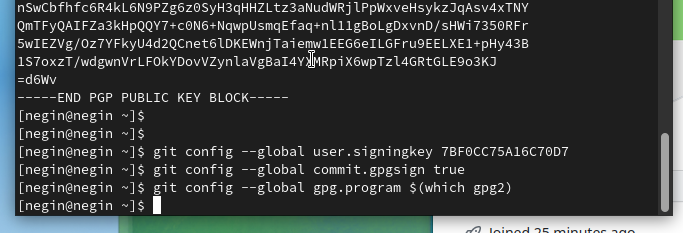 nSwCbfhfc6R4kL6N9PZg6z0SyH3qHHZLtz3aNudWRjlPpWxveHsykzJqAsv4xTNY
QmTFyQAIFZa3kHpQQY7+c0N6+NqwpUsmqEfaq+nl1lgBoLgDxvnD/sHWi7350RFr
5wIEZVg/Oz7YFkyU4d2QCnet6lDKEWnjTaiemw1EEG6eILGFru9EELXE1+pHy43B
1S7oxzT/wdgwnVrLFOkYDovVZynlaVgBaI4YXMRpiX6wpTzl4GRtGLE9o3KJ
=d6Wv
-----END PGP PUBLIC KEY BLOCK-----
[negin@negin ~]$
[negin@negin ~]$
[negin@negin ~]$ git config --global user.signingkey 7BF0CC75A16C70D7
[negin@negin ~]$ git config --global commit.gpgsign true
[negin@negin ~]$ git config --global gpg.program $(which gpg2)
[negin@negin ~]$
Joined 25 minutes ago